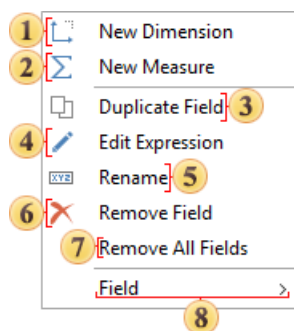 1 New Dimension
2 New Measure
Duplicate Field 3
4 Edit Expression
XYZ Rename 5
6 Remove Field
7 Remove All Fields
Field >
8